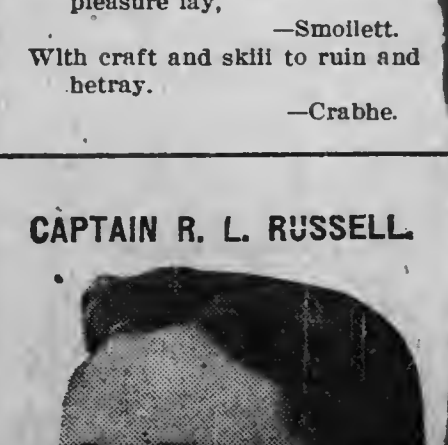 pleasure lay,
—Smollett.
With craft and skill to ruin and
betray.
—Crabbe.
CAPTAIN R. L. RUSSELL.